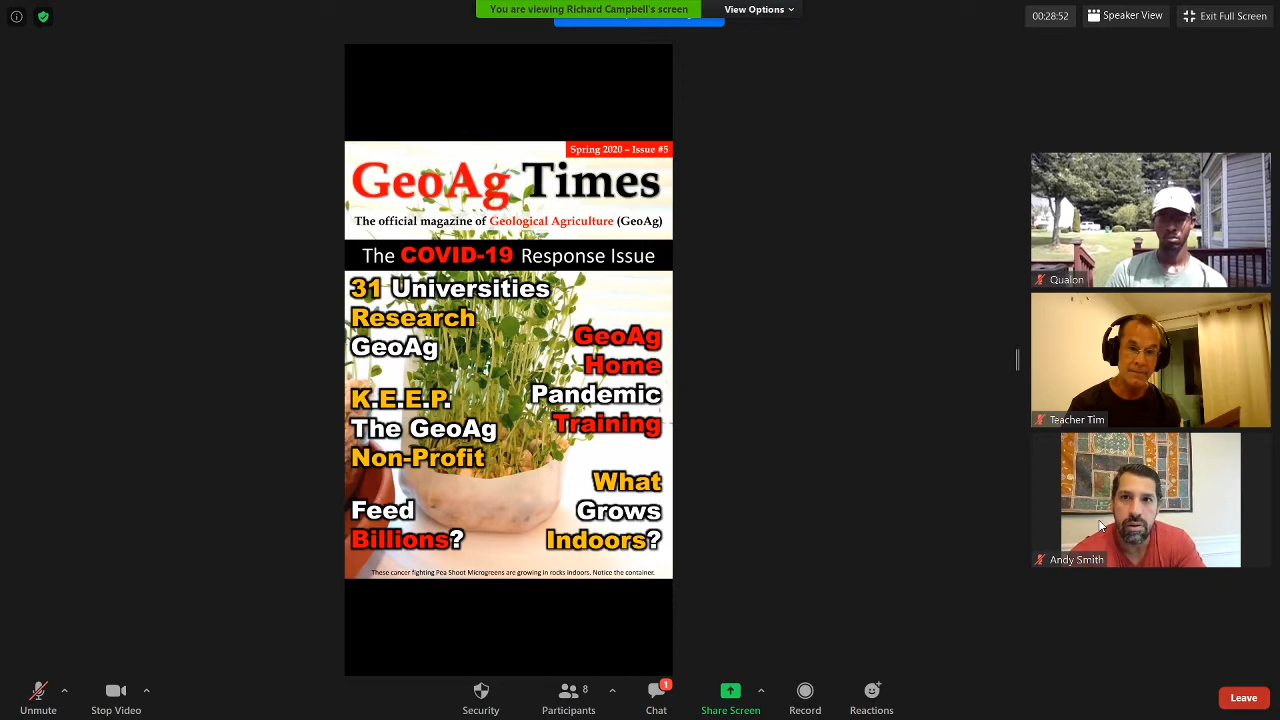 You are viewing Richard Campbell's screen
View Options
00:28:52
Speaker View
Exit Full Screen
Spring 2020 – Issue #5
GeoAg Times
The official magazine of Geological Agriculture (GeoAg)
The COVID-19 Response Issue
31 Universities
Research
GeoAg
K.E.E.P.
The GeoAg
Non-Profit
Feed
Billions?
GeoAg
Home
Pandemic
Training
What
Grows
Indoors?
These cancer fighting Pea Shoot Microgreens are growing in rocks indoors. Notice the container.
Qualon
Teacher Tim
Andy Smith
Unmute
Stop Video
Security
8
Participants
1
Chat
Share Screen
Record
Reactions
Leave